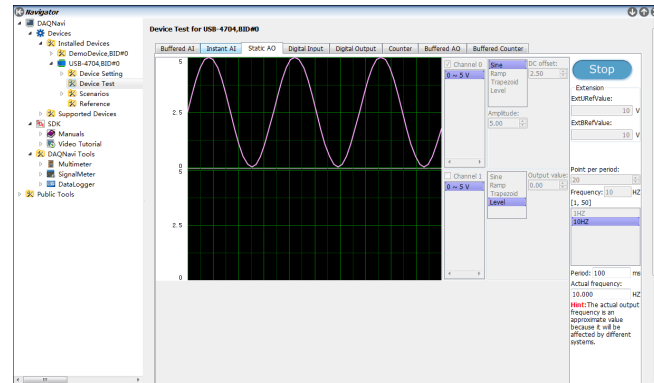 Navigator
DAQNavi
Devices
Installed Devices
DemoDevice,BID#0
USB-4704,BID#0
Device Setting
Device Test
Scenarios
Reference
Supported Devices
SDK
Manuals
Video Tutorial
DAQNavi Tools
Multimeter
SignalMeter
DataLogger
Public Tools
Device Test for USB-4704,BID#0
Buffered AI Instant AI Static AO Digital Input Digital Output Counter Buffered AO Buffered Counter
5
2.5
0
Channel 0
0 ~ 5 V
Sine
Ramp
Trapezoid
Level
DC offset:
2.50
Amplitude:
5.00
5
2.5
0
Channel 1
0 ~ 5 V
Sine
Ramp
Trapezoid
Level
Output value:
0.00
Stop
Extension
ExtURefValue:
10 V
ExtBRefValue:
10 V
Point per period:
20
Frequency: 10 HZ
[1, 50]
1HZ
10HZ
Period: 100 ms
Actual frequency:
10.000 HZ
Hint:The actual output
frequency is an
approximate value
because it will be
affected by different
systems.